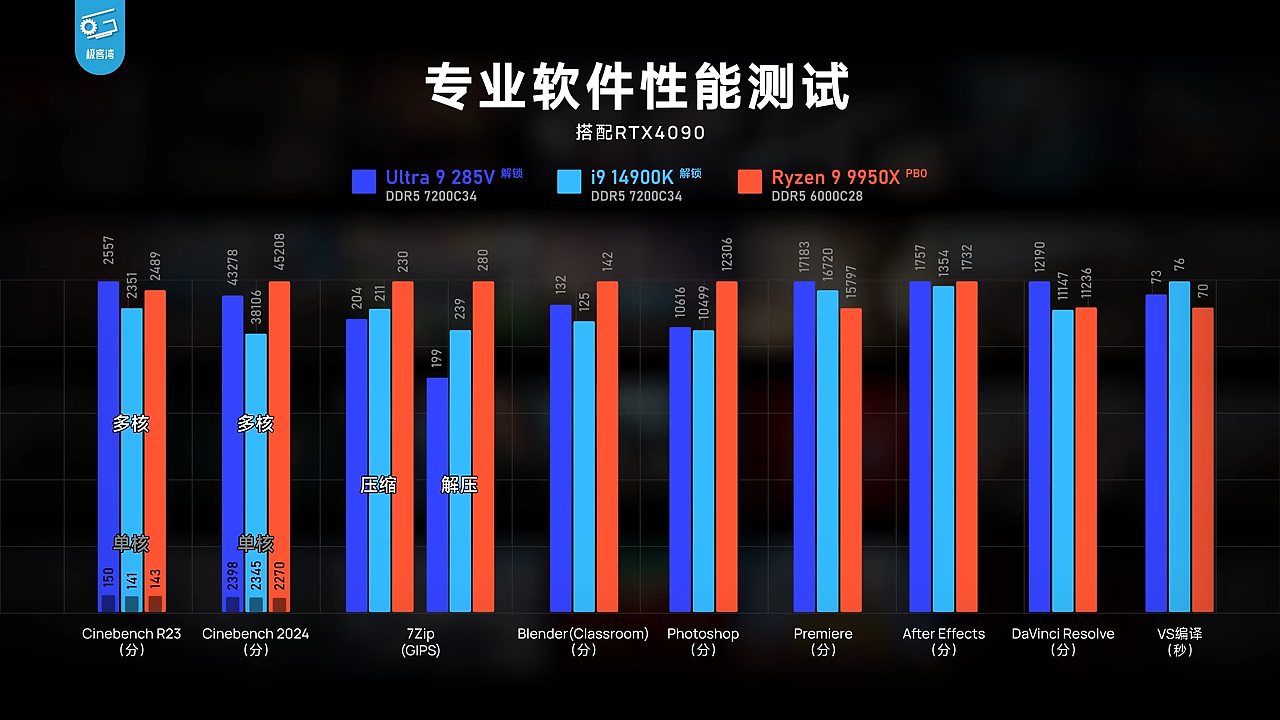 极客湾
专业软件性能测试
搭配RTX4090
Ultra 9 285V 解锁
DDR5 7200C34
i9 14900K 解锁
DDR5 7200C34
Ryzen 9 9950X PBO
DDR5 6000C28
2557
2351
2489
多核
单核
150
141
143
Cinebench R23
(分)
43278
38106
45208
多核
单核
2398
2345
2270
Cinebench 2024
(分)
204
211
230
压缩
199
239
280
解压
7Zip
(GIPS)
132
125
142
Blender(Classroom)
(分)
10616
10499
12306
Photoshop
(分)
17183
16720
15797
Premiere
(分)
1757
1354
1732
After Effects
(分)
12190
11147
11236
DaVinci Resolve
(分)
73
76
70
VS编译
(秒)